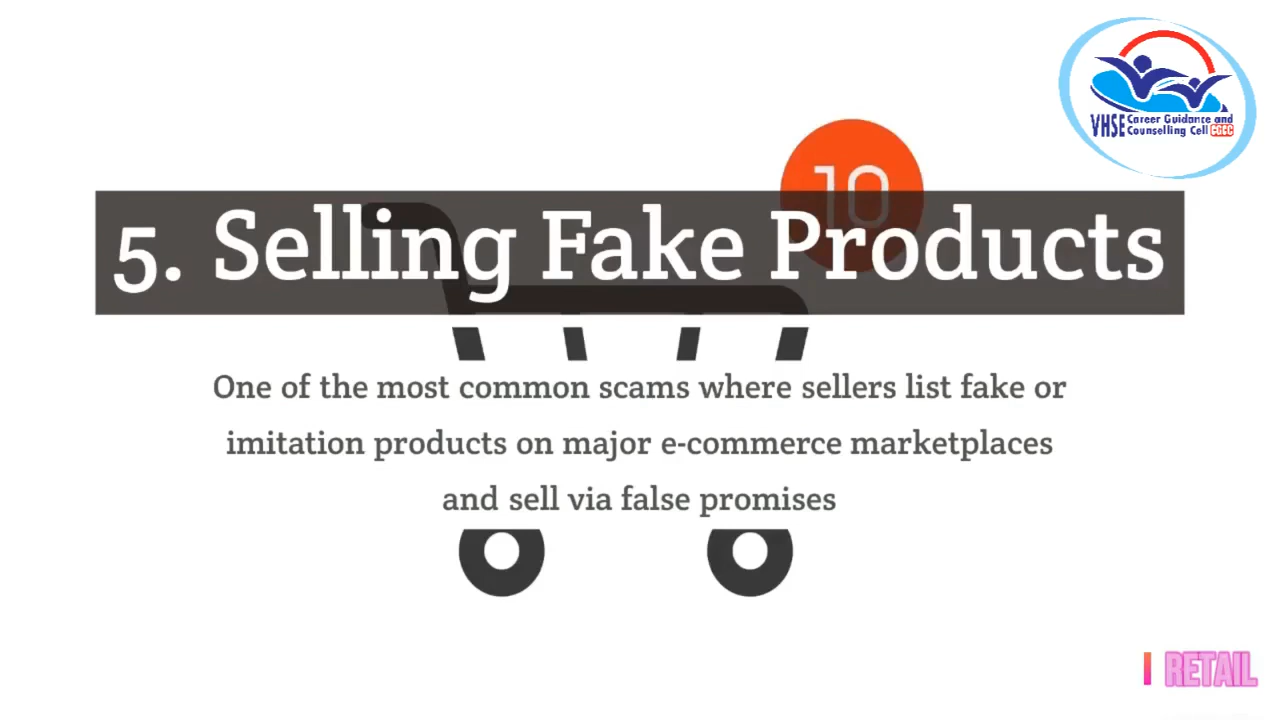 VHSE Career Guidance and
Counselling Cell CGCC
10
5. Selling Fake Products
One of the most common scams where sellers list fake or
imitation products on major e-commerce marketplaces
and sell via false promises
RETAIL